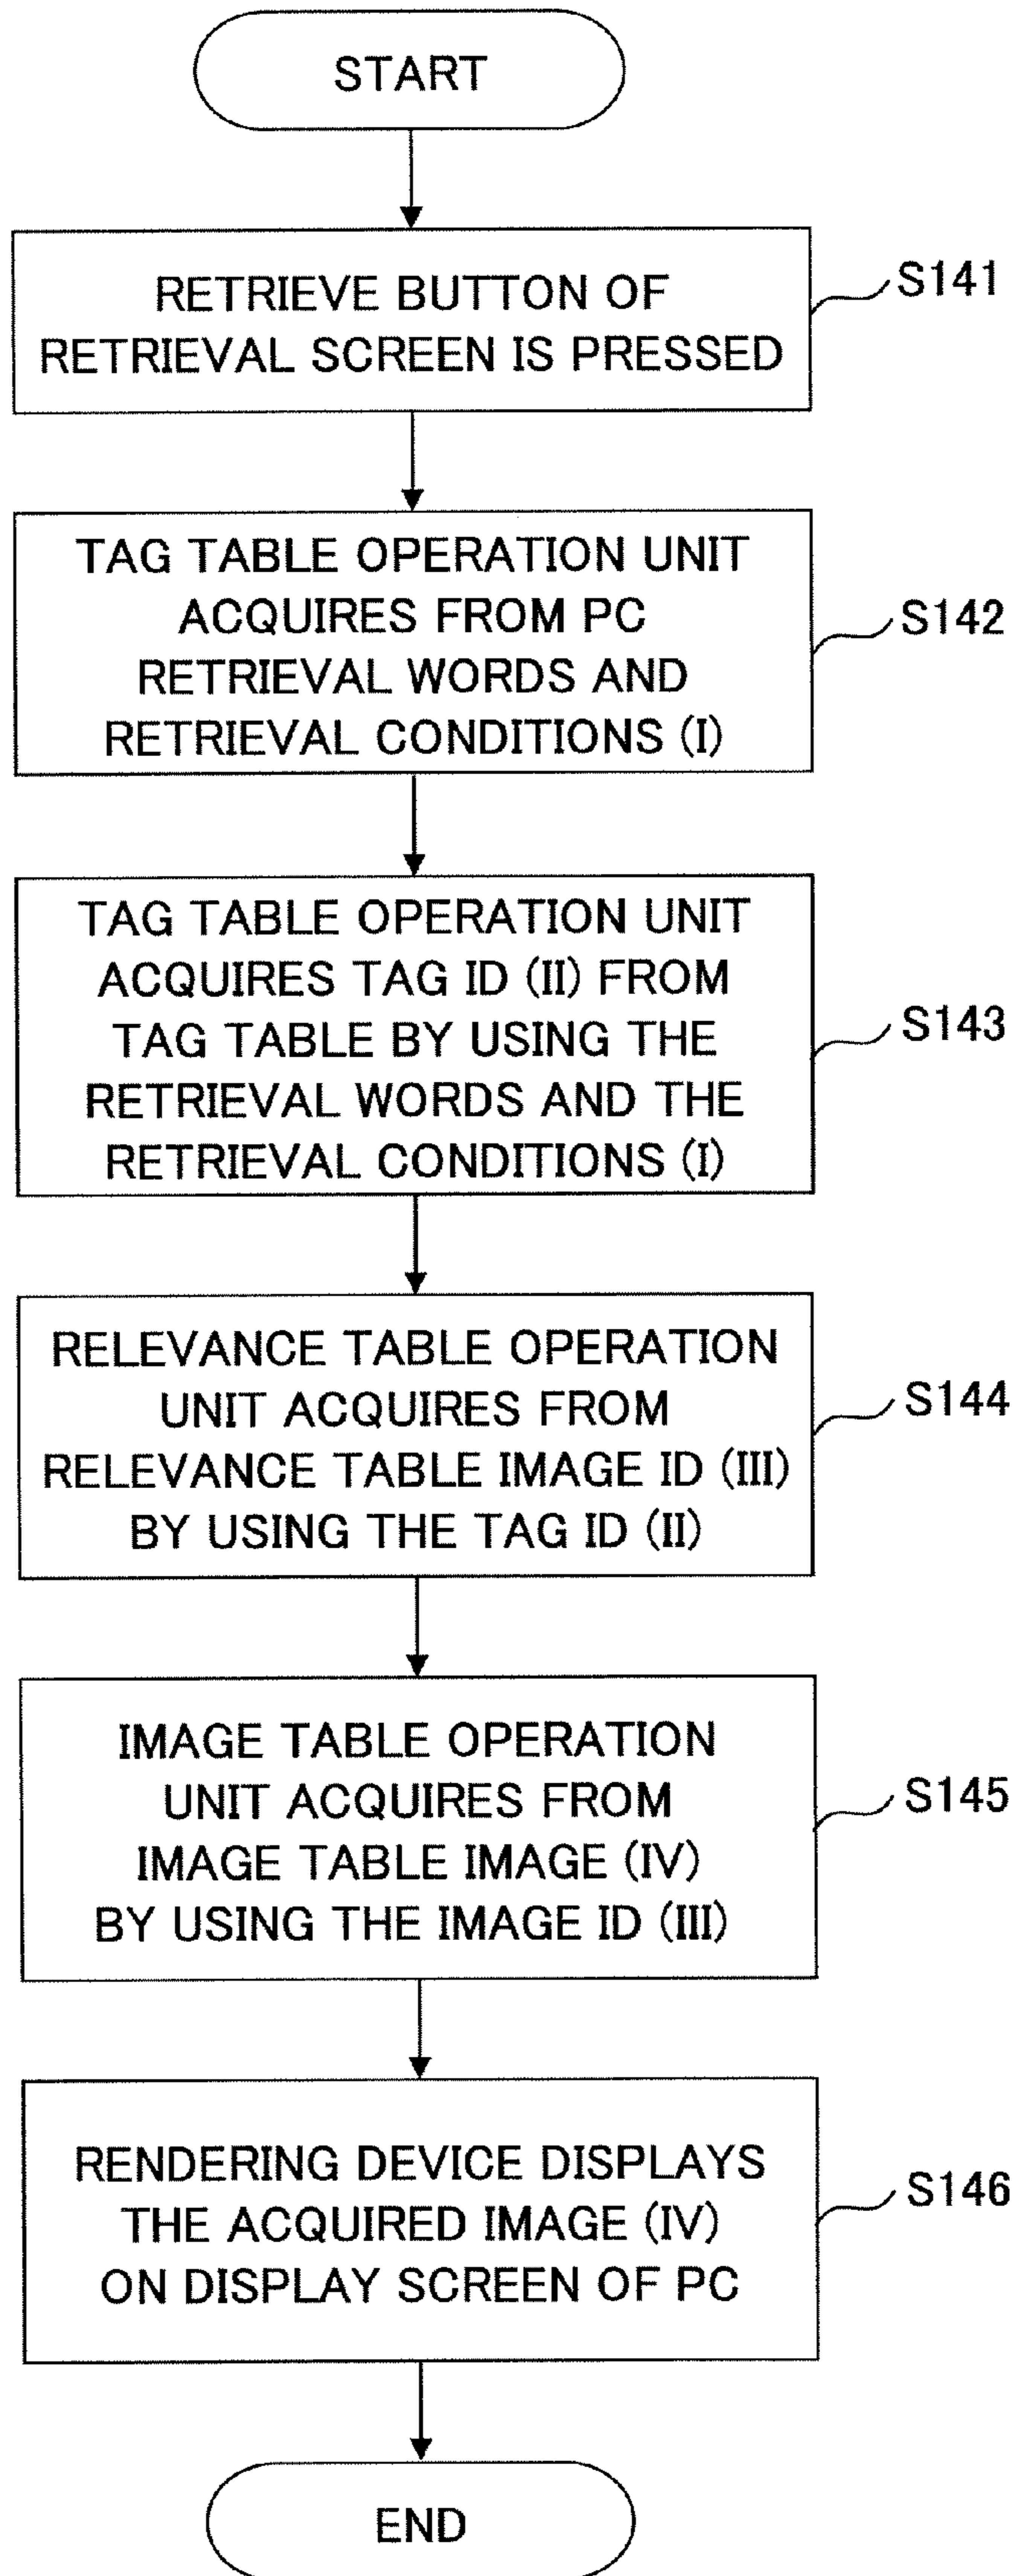 START
RETRIEVE BUTTON OF
RETRIEVAL SCREEN IS PRESSED
S141
TAG TABLE OPERATION UNIT
ACQUIRES FROM PC
RETRIEVAL WORDS AND
RETRIEVAL CONDITIONS (I)
S142
TAG TABLE OPERATION UNIT
ACQUIRES TAG ID (II) FROM
TAG TABLE BY USING THE
RETRIEVAL WORDS AND THE
RETRIEVAL CONDITIONS (I)
S143
RELEVANCE TABLE OPERATION
UNIT ACQUIRES FROM
RELEVANCE TABLE IMAGE ID (III)
BY USING THE TAG ID (II)
S144
IMAGE TABLE OPERATION
UNIT ACQUIRES FROM
IMAGE TABLE IMAGE (IV)
BY USING THE IMAGE ID (III)
S145
RENDERING DEVICE DISPLAYS
THE ACQUIRED IMAGE (IV)
ON DISPLAY SCREEN OF PC
S146
END